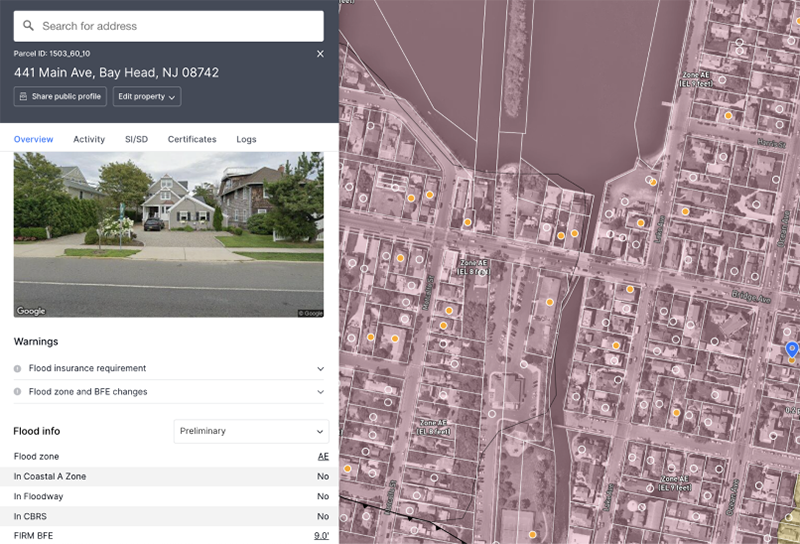 Search for address
Parcel ID: 1503_60_10
441 Main Ave, Bay Head, NJ 08742
Share public profile
Edit property
Overview
Activity
SI/SD
Certificates
Logs
Google
© Google
Warnings
Flood insurance requirement
Flood zone and BFE changes
Flood info
Preliminary
Flood zone
AE
In Coastal A Zone
No
In Floodway
No
In CBRS
No
FIRM BFE
9.0'
Zone AE
(EL 9 feet)
Harris St
Zone AE
(EL 8 feet)
Bridge Ave
Zone AE
(EL 8 feet)
Zone AE
(EL 9 feet)